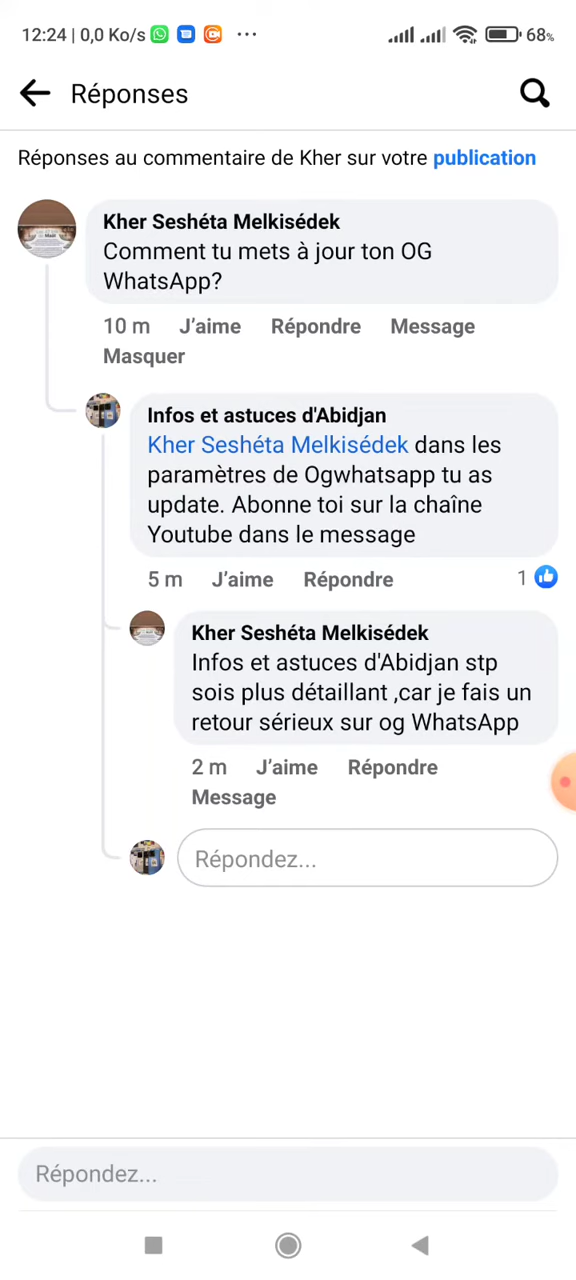 12:24 | 0,0 Ko/s ... 68%
Réponses
Réponses au commentaire de Kher sur votre publication
Kher Seshéta Melkisédek
Comment tu mets à jour ton OG
WhatsApp?
10 m J'aime Répondre Message
Masquer
Infos et astuces d'Abidjan
Kher Seshéta Melkisédek dans les
paramètres de Ogwhatsapp tu as
update. Abonne toi sur la chaîne
Youtube dans le message
5 m J'aime Répondre 1
Kher Seshéta Melkisédek
Infos et astuces d'Abidjan stp
sois plus détaillant ,car je fais un
retour sérieux sur og WhatsApp
2 m J'aime Répondre
Message
Répondez...
Répondez...